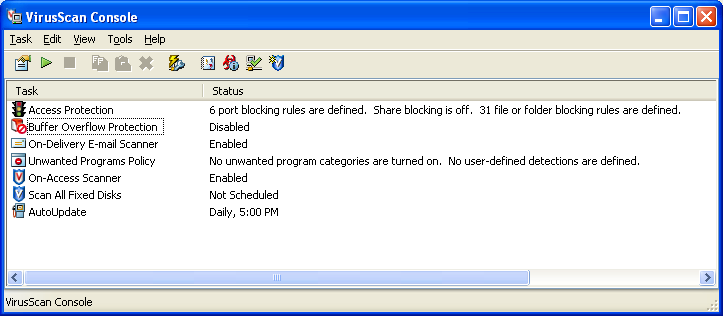 VirusScan Console
Task Edit View Tools Help
Task Status
Access Protection 6 port blocking rules are defined. Share blocking is off. 31 file or folder blocking rules are defined.
Buffer Overflow Protection Disabled
On-Delivery E-mail Scanner Enabled
Unwanted Programs Policy No unwanted program categories are turned on. No user-defined detections are defined.
On-Access Scanner Enabled
Scan All Fixed Disks Not Scheduled
AutoUpdate Daily, 5:00 PM
VirusScan Console